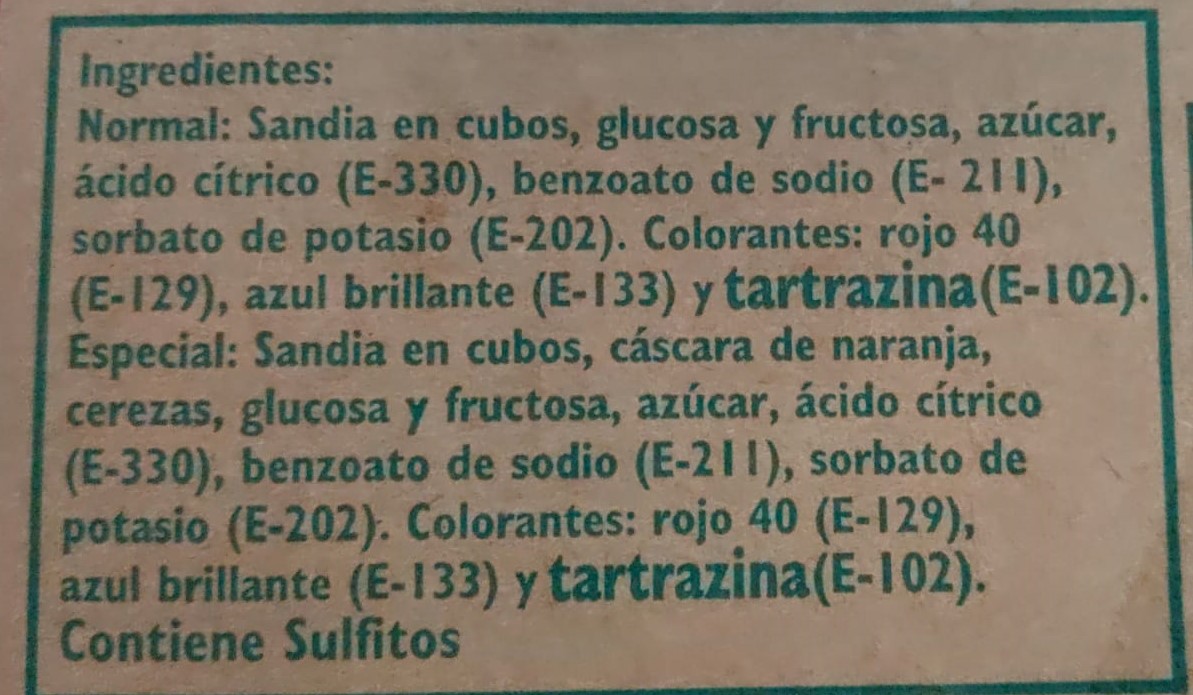 Ingredientes:
Normal: Sandia en cubos, glucosa y fructosa, azúcar,
ácido cítrico (E-330), benzoato de sodio (E- 211),
sorbato de potasio (E-202). Colorantes: rojo 40
(E-129), azul brillante (E-133) y tartrazina(E-102).
Especial: Sandia en cubos, cáscara de naranja,
cerezas, glucosa y fructosa, azúcar, ácido cítrico
(E-330), benzoato de sodio (E-211), sorbato de
potasio (E-202). Colorantes: rojo 40 (E-129),
azul brillante (E-133) y tartrazina(E-102).
Contiene Sulfitos